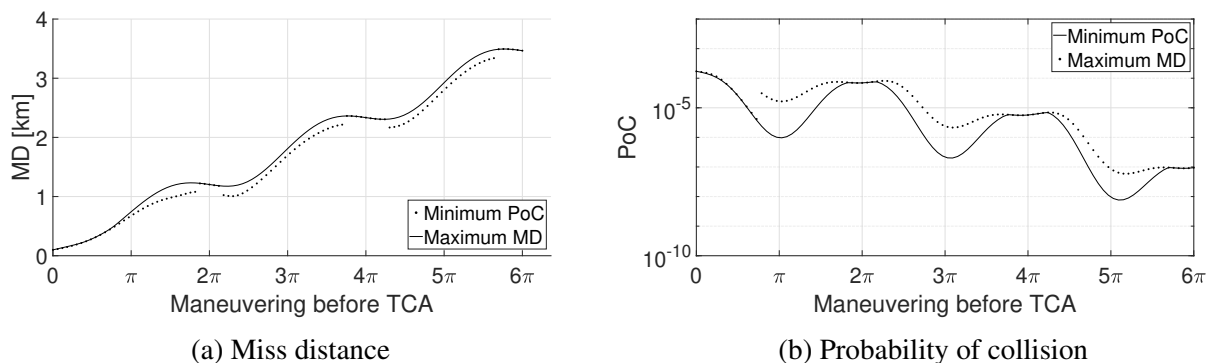 4
3
2
1
0
MD [km]
0
π
2π
3π
4π
5π
6π
Maneuvering before TCA
Minimum PoC
Maximum MD
(a) Miss distance
10^-5
10^-10
PoC
0
π
2π
3π
4π
5π
6π
Maneuvering before TCA
Minimum PoC
Maximum MD
(b) Probability of collision